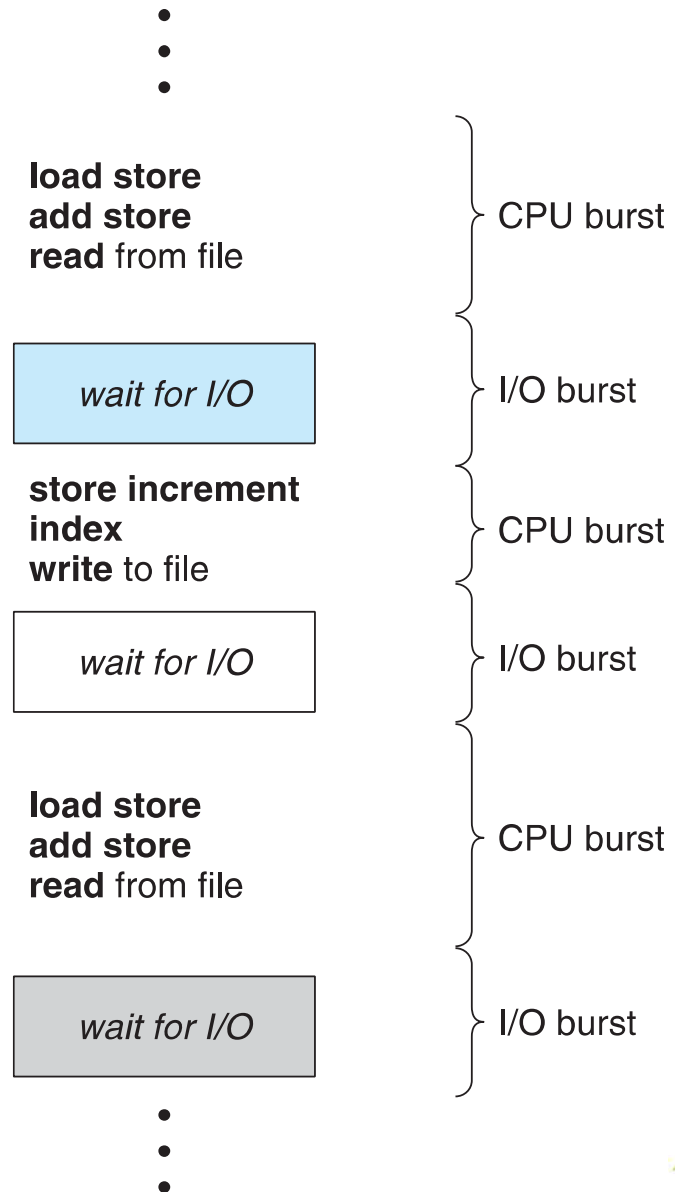 load store
add store
read from file
CPU burst
wait for I/O
I/O burst
store increment
index
write to file
CPU burst
wait for I/O
I/O burst
load store
add store
read from file
CPU burst
wait for I/O
I/O burst